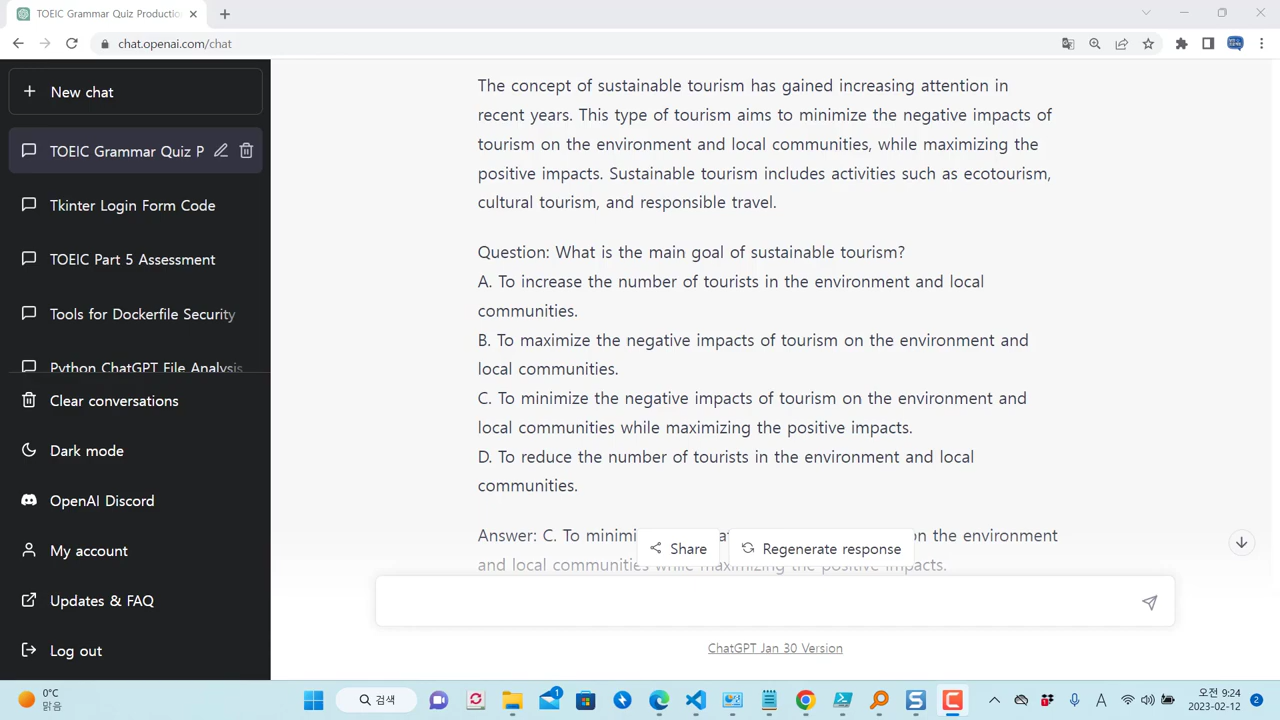 TOEIC Grammar Quiz Productio
chat.openai.com/chat
New chat
TOEIC Grammar Quiz P
Tkinter Login Form Code
TOEIC Part 5 Assessment
Tools for Dockerfile Security
Python ChatGPT File Analysis
Clear conversations
Dark mode
OpenAI Discord
My account
Updates & FAQ
Log out
The concept of sustainable tourism has gained increasing attention in
recent years. This type of tourism aims to minimize the negative impacts of
tourism on the environment and local communities, while maximizing the
positive impacts. Sustainable tourism includes activities such as ecotourism,
cultural tourism, and responsible travel.
Question: What is the main goal of sustainable tourism?
A. To increase the number of tourists in the environment and local
communities.
B. To maximize the negative impacts of tourism on the environment and
local communities.
C. To minimize the negative impacts of tourism on the environment and
local communities while maximizing the positive impacts.
D. To reduce the number of tourists in the environment and local
communities.
Answer: C. To minimi on the environment
and local communities while maximizing the positive impacts.
Share
Regenerate response
ChatGPT Jan 30 Version
0°C
맑음
검색
1
A
오전 9:24
2023-02-12
2